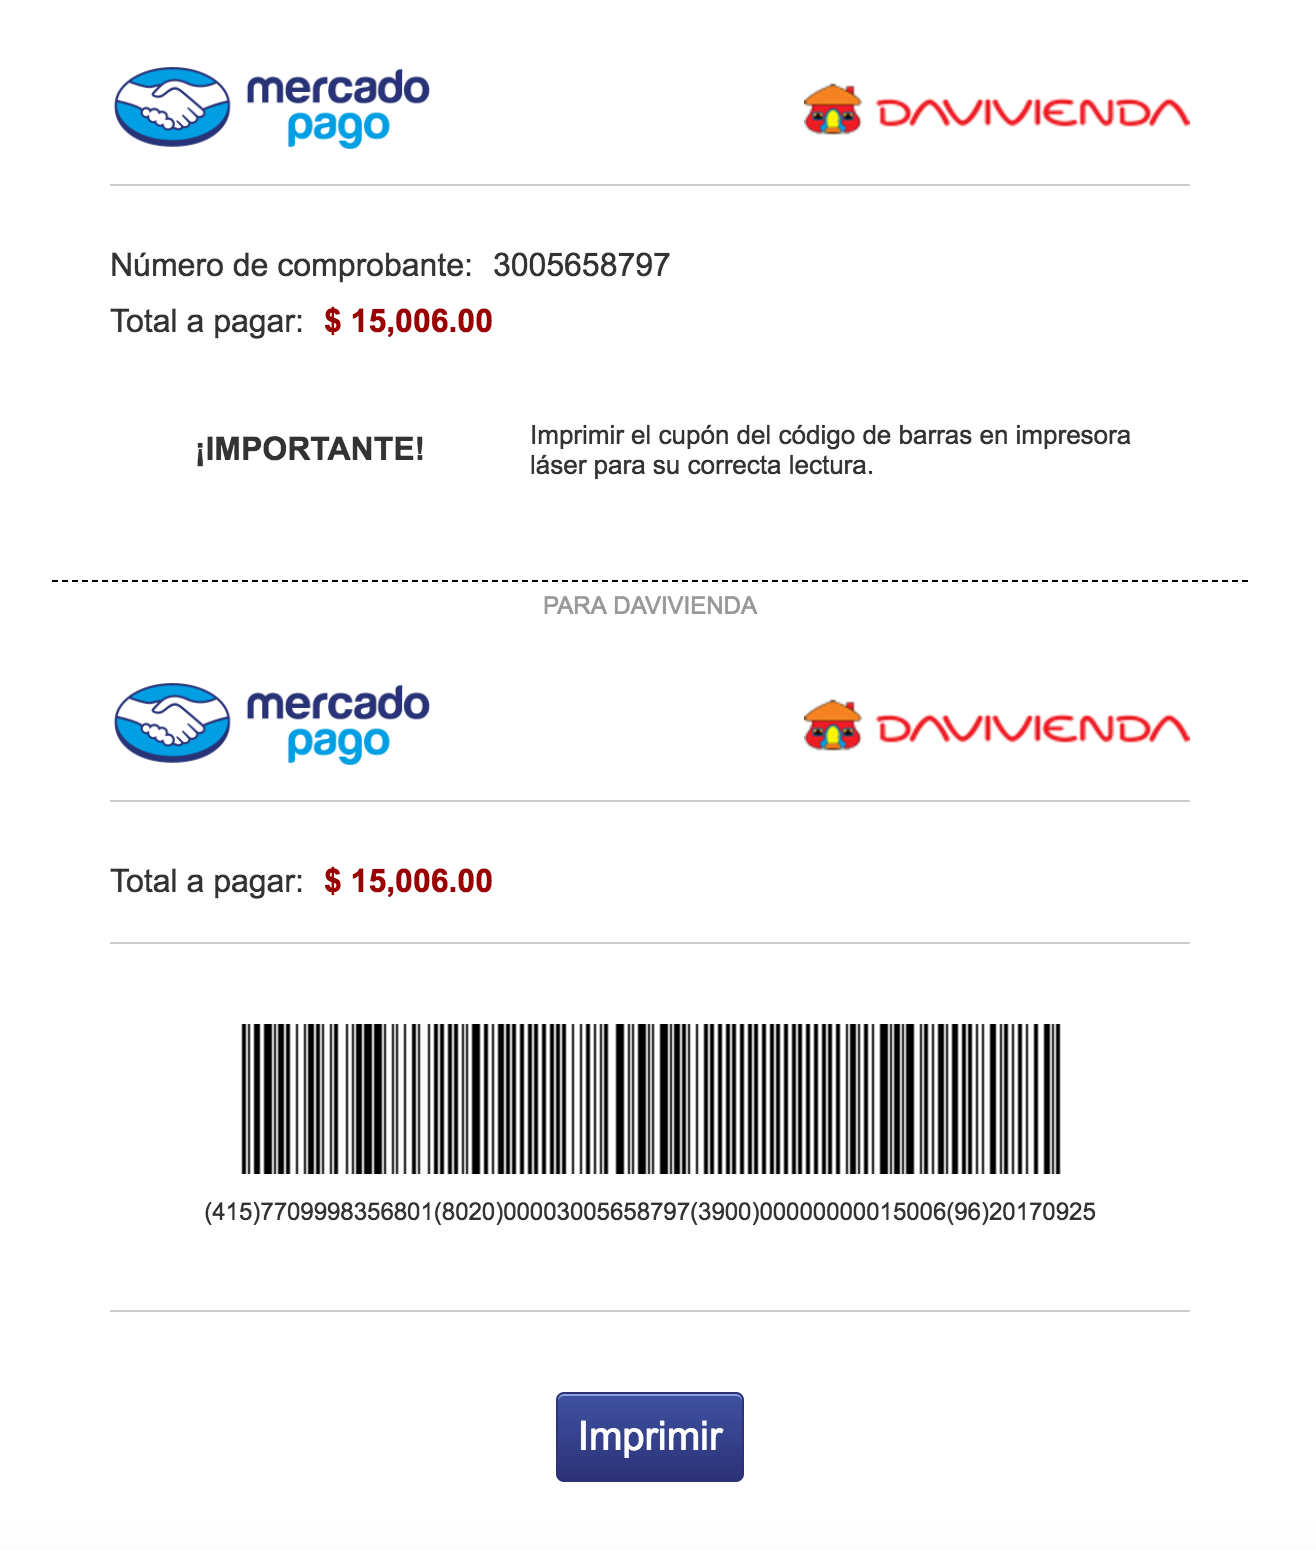 mercado
pago
DAVIVIENDA
Número de comprobante: 3005658797
Total a pagar: $ 15,006.00
¡IMPORTANTE!
Imprimir el cupón del código de barras en impresora
láser para su correcta lectura.
PARA DAVIVIENDA
mercado
pago
DAVIVIENDA
Total a pagar: $ 15,006.00
(415)7709998356801(8020)00003005658797(3900)00000000015006(96)20170925
Imprimir